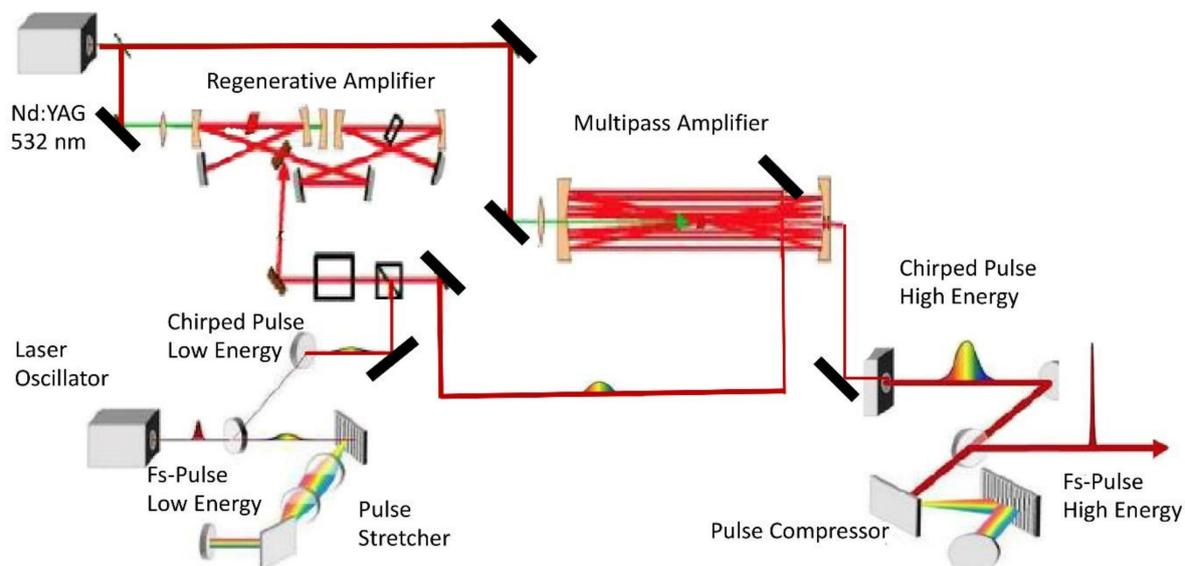 Nd:YAG
532 nm
Regenerative Amplifier
Multipass Amplifier
Chirped Pulse
High Energy
Chirped Pulse
Low Energy
Laser
Oscillator
Fs-Pulse
Low Energy
Pulse
Stretcher
Pulse Compressor
Fs-Pulse
High Energy